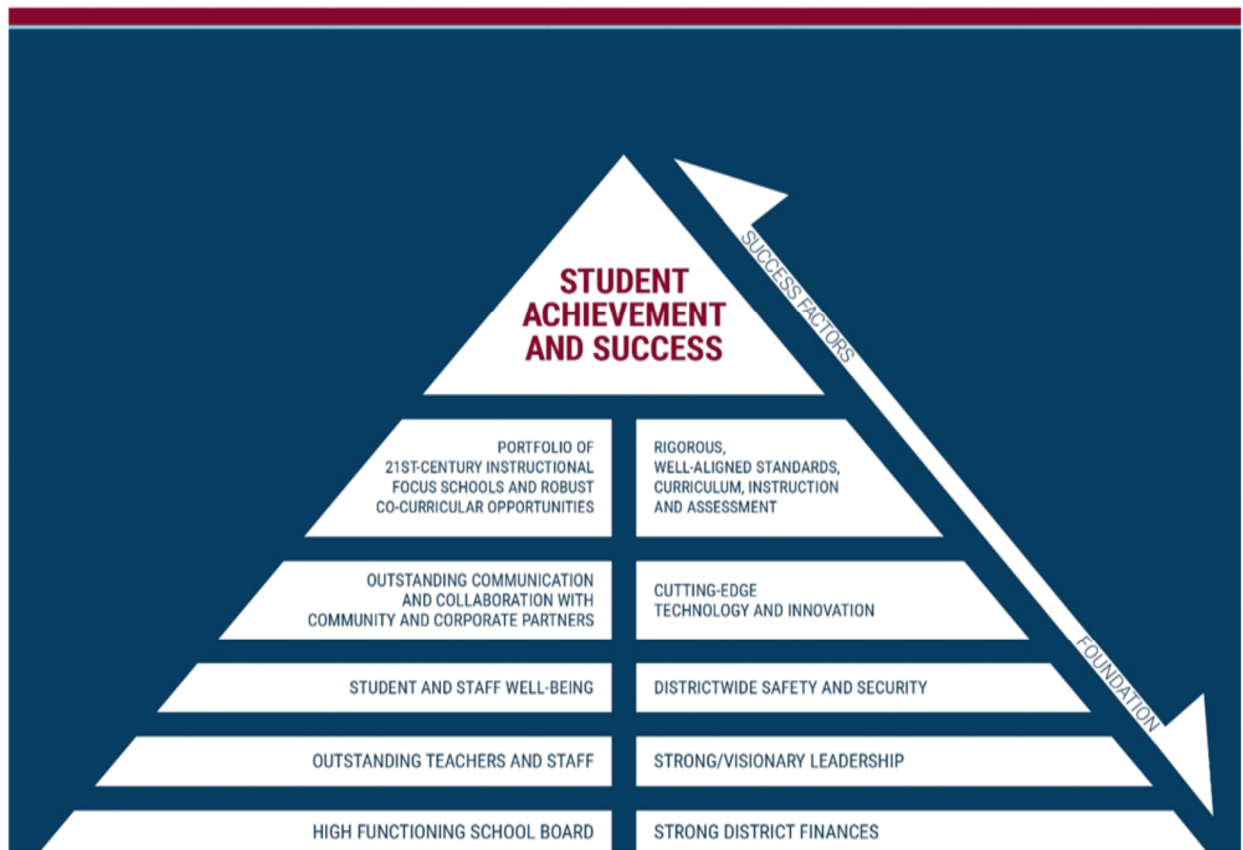 STUDENT
ACHIEVEMENT
AND SUCCESS
SUCCESS FACTORS
PORTFOLIO OF
21ST-CENTURY INSTRUCTIONAL
FOCUS SCHOOLS AND ROBUST
CO-CURRICULAR OPPORTUNITIES
RIGOROUS,
WELL-ALIGNED STANDARDS,
CURRICULUM, INSTRUCTION
AND ASSESSMENT
OUTSTANDING COMMUNICATION
AND COLLABORATION WITH
COMMUNITY AND CORPORATE PARTNERS
CUTTING-EDGE
TECHNOLOGY AND INNOVATION
FOUNDATION
STUDENT AND STAFF WELL-BEING
DISTRICTWIDE SAFETY AND SECURITY
OUTSTANDING TEACHERS AND STAFF
STRONG/VISIONARY LEADERSHIP
HIGH FUNCTIONING SCHOOL BOARD
STRONG DISTRICT FINANCES